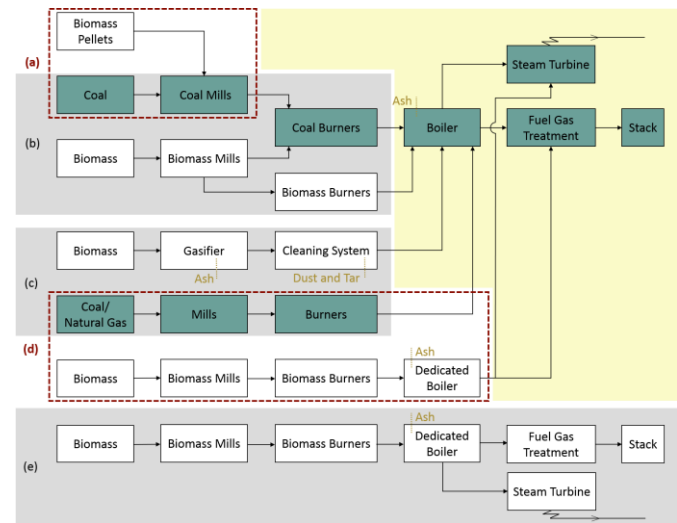 Biomass
Pellets
(a)
Steam Turbine
Coal
Coal Mills
Ash
Coal Burners
Boiler
Fuel Gas
Treatment
Stack
(b)
Biomass
Biomass Mills
Biomass Burners
Biomass
Gasifier
Cleaning System
Ash
Dust and Tar
(c)
Coal/
Natural Gas
Mills
Burners
(d)
Ash
Biomass
Biomass Mills
Biomass Burners
Dedicated
Boiler
Ash
Biomass
Biomass Mills
Biomass Burners
Dedicated
Boiler
Fuel Gas
Treatment
Stack
(e)
Steam Turbine